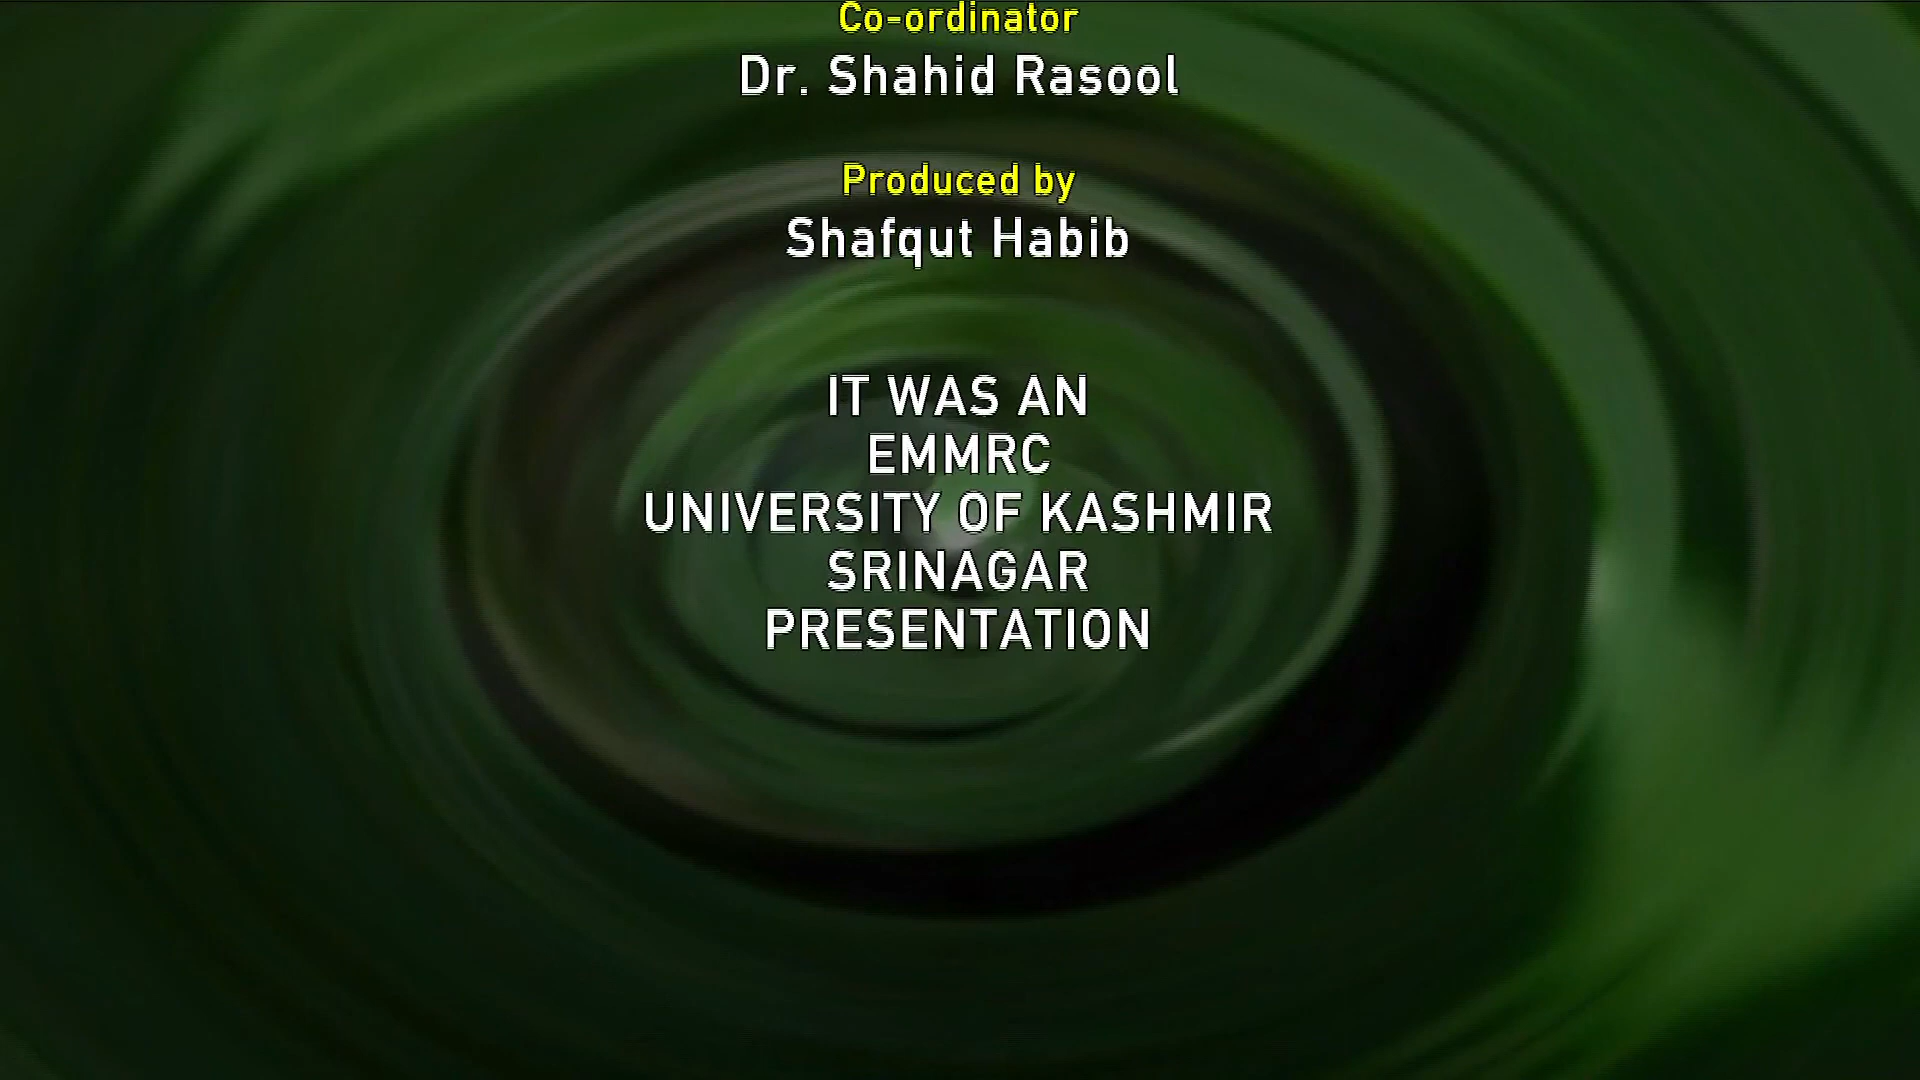 Co-ordinator
Dr. Shahid Rasool
Produced by
Shafqut Habib
IT WAS AN
EMMRC
UNIVERSITY OF KASHMIR
SRINAGAR
PRESENTATION